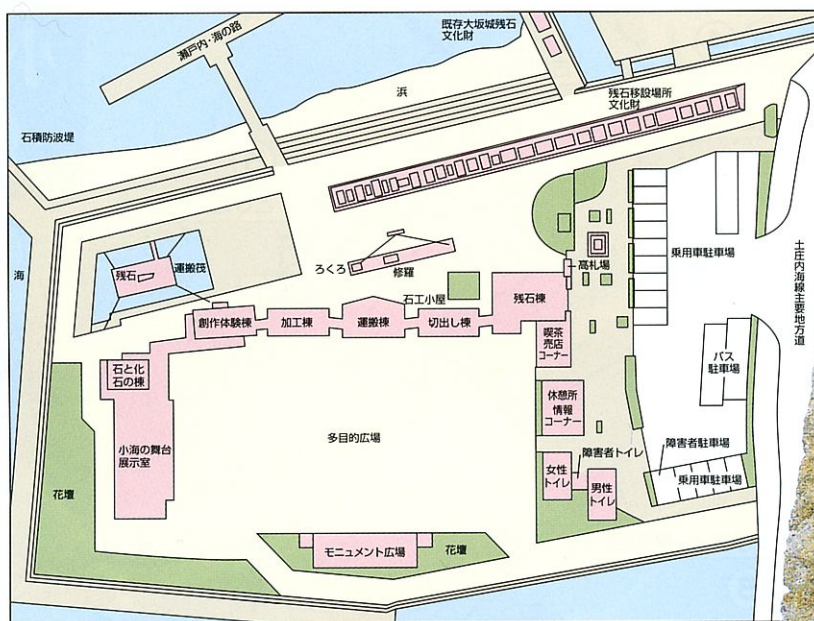 瀬戸内・海の路
既存大坂城残石
文化財
浜
残石移設場所
文化財
石積防波堤
海
残石
運搬筏
ろくろ
修羅
石工小屋
高札場
乗用車駐車場
土庄内海線主要地方道
創作体験棟
加工棟
運搬棟
切出し棟
残石棟
喫茶
売店
コーナー
バス
駐車場
石と化
石の棟
休憩所
情報
コーナー
小海の舞台
展示室
多目的広場
障害者トイレ
障害者駐車場
女性
トイレ
男性
トイレ
乗用車駐車場
花壇
モニュメント広場
花壇